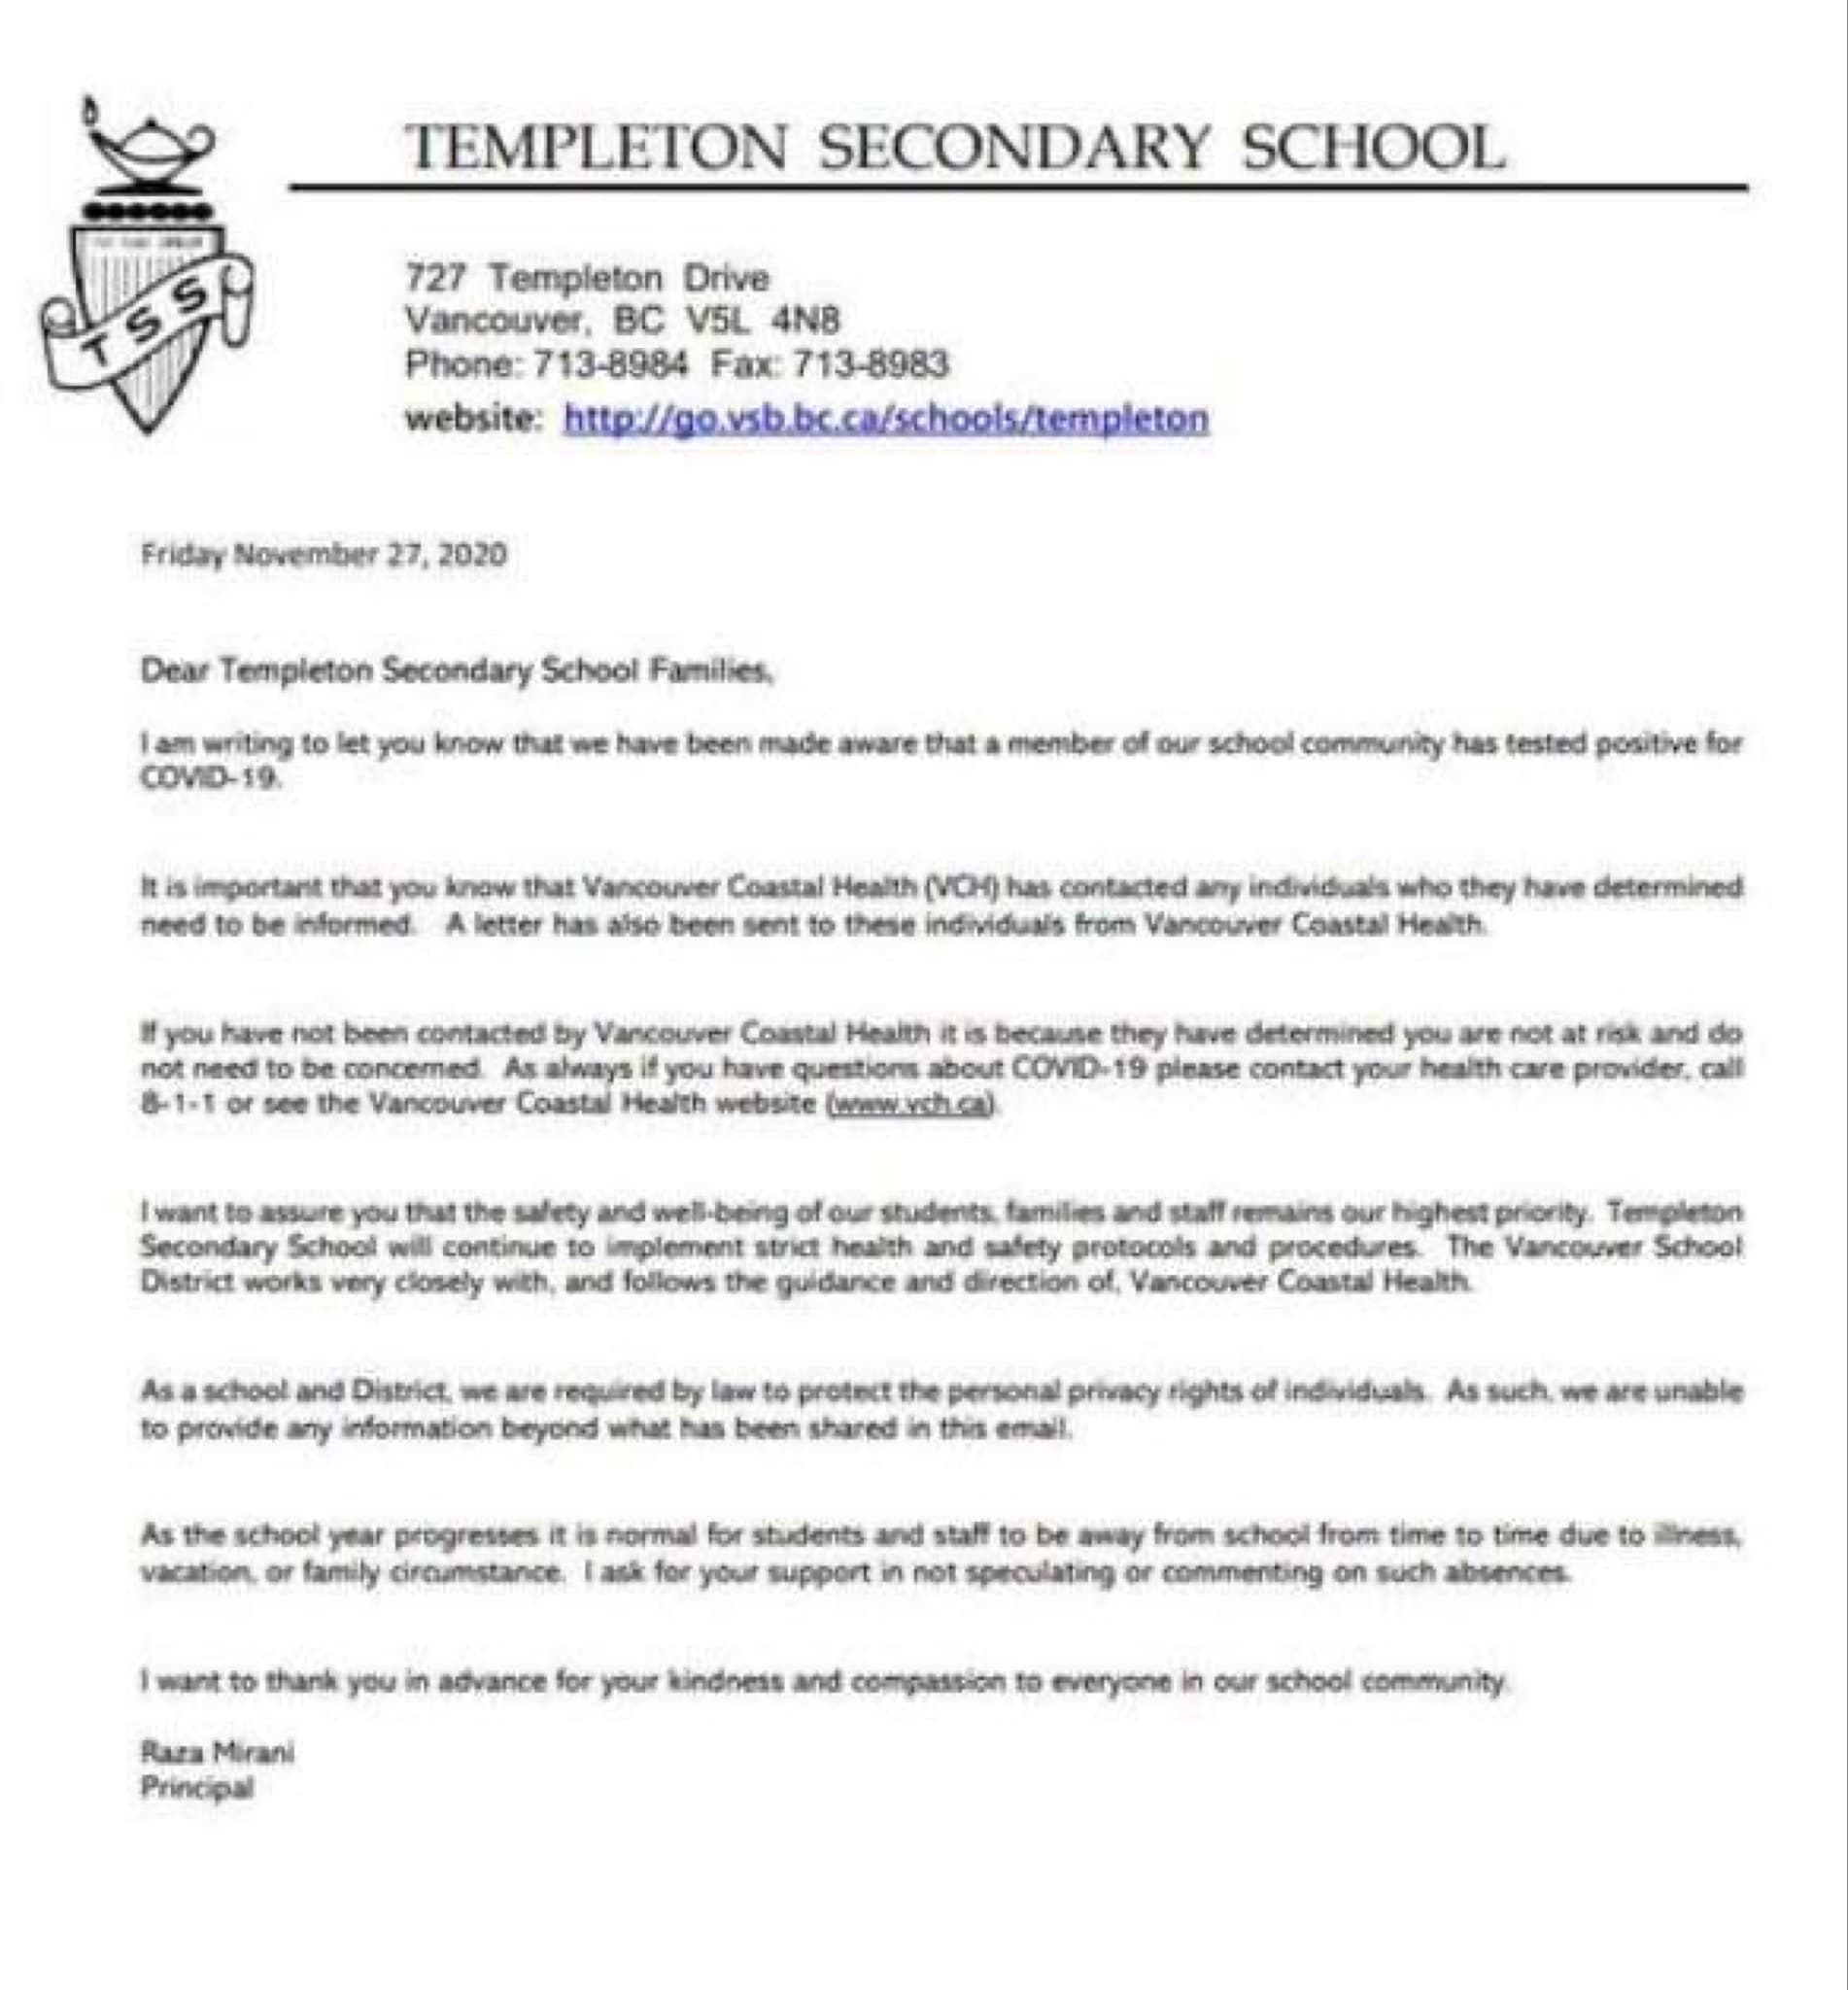 TEMPLETON SECONDARY SCHOOL
TSS
727 Templeton Drive
Vancouver, BC V5L 4N8
Phone: 713-8984 Fax: 713-8983
website: http://go.vsb.bc.ca/schools/templeton
Friday November 27, 2020
Dear Templeton Secondary School Families,
I am writing to let you know that we have been made aware that a member of our school community has tested positive for
COVID-19.
It is important that you know that Vancouver Coastal Health (VCH) has contacted any individuals who they have determined
need to be informed. A letter has also been sent to these individuals from Vancouver Coastal Health.
If you have not been contacted by Vancouver Coastal Health it is because they have determined you are not at risk and do
not need to be concerned. As always if you have questions about COVID-19 please contact your health care provider, call
8-1-1 or see the Vancouver Coastal Health website (www.vch.ca).
I want to assure you that the safety and well-being of our students, families and staff remains our highest priority. Templeton
Secondary School will continue to implement strict health and safety protocols and procedures. The Vancouver School
District works very closely with, and follows the guidance and direction of, Vancouver Coastal Health.
As a school and District, we are required by law to protect the personal privacy rights of individuals. As such, we are unable
to provide any information beyond what has been shared in this email.
As the school year progresses it is normal for students and staff to be away from school from time to time due to illness,
vacation, or family circumstance. I ask for your support in not speculating or commenting on such absences.
I want to thank you in advance for your kindness and compassion to everyone in our school community.
Raza Mirani
Principal